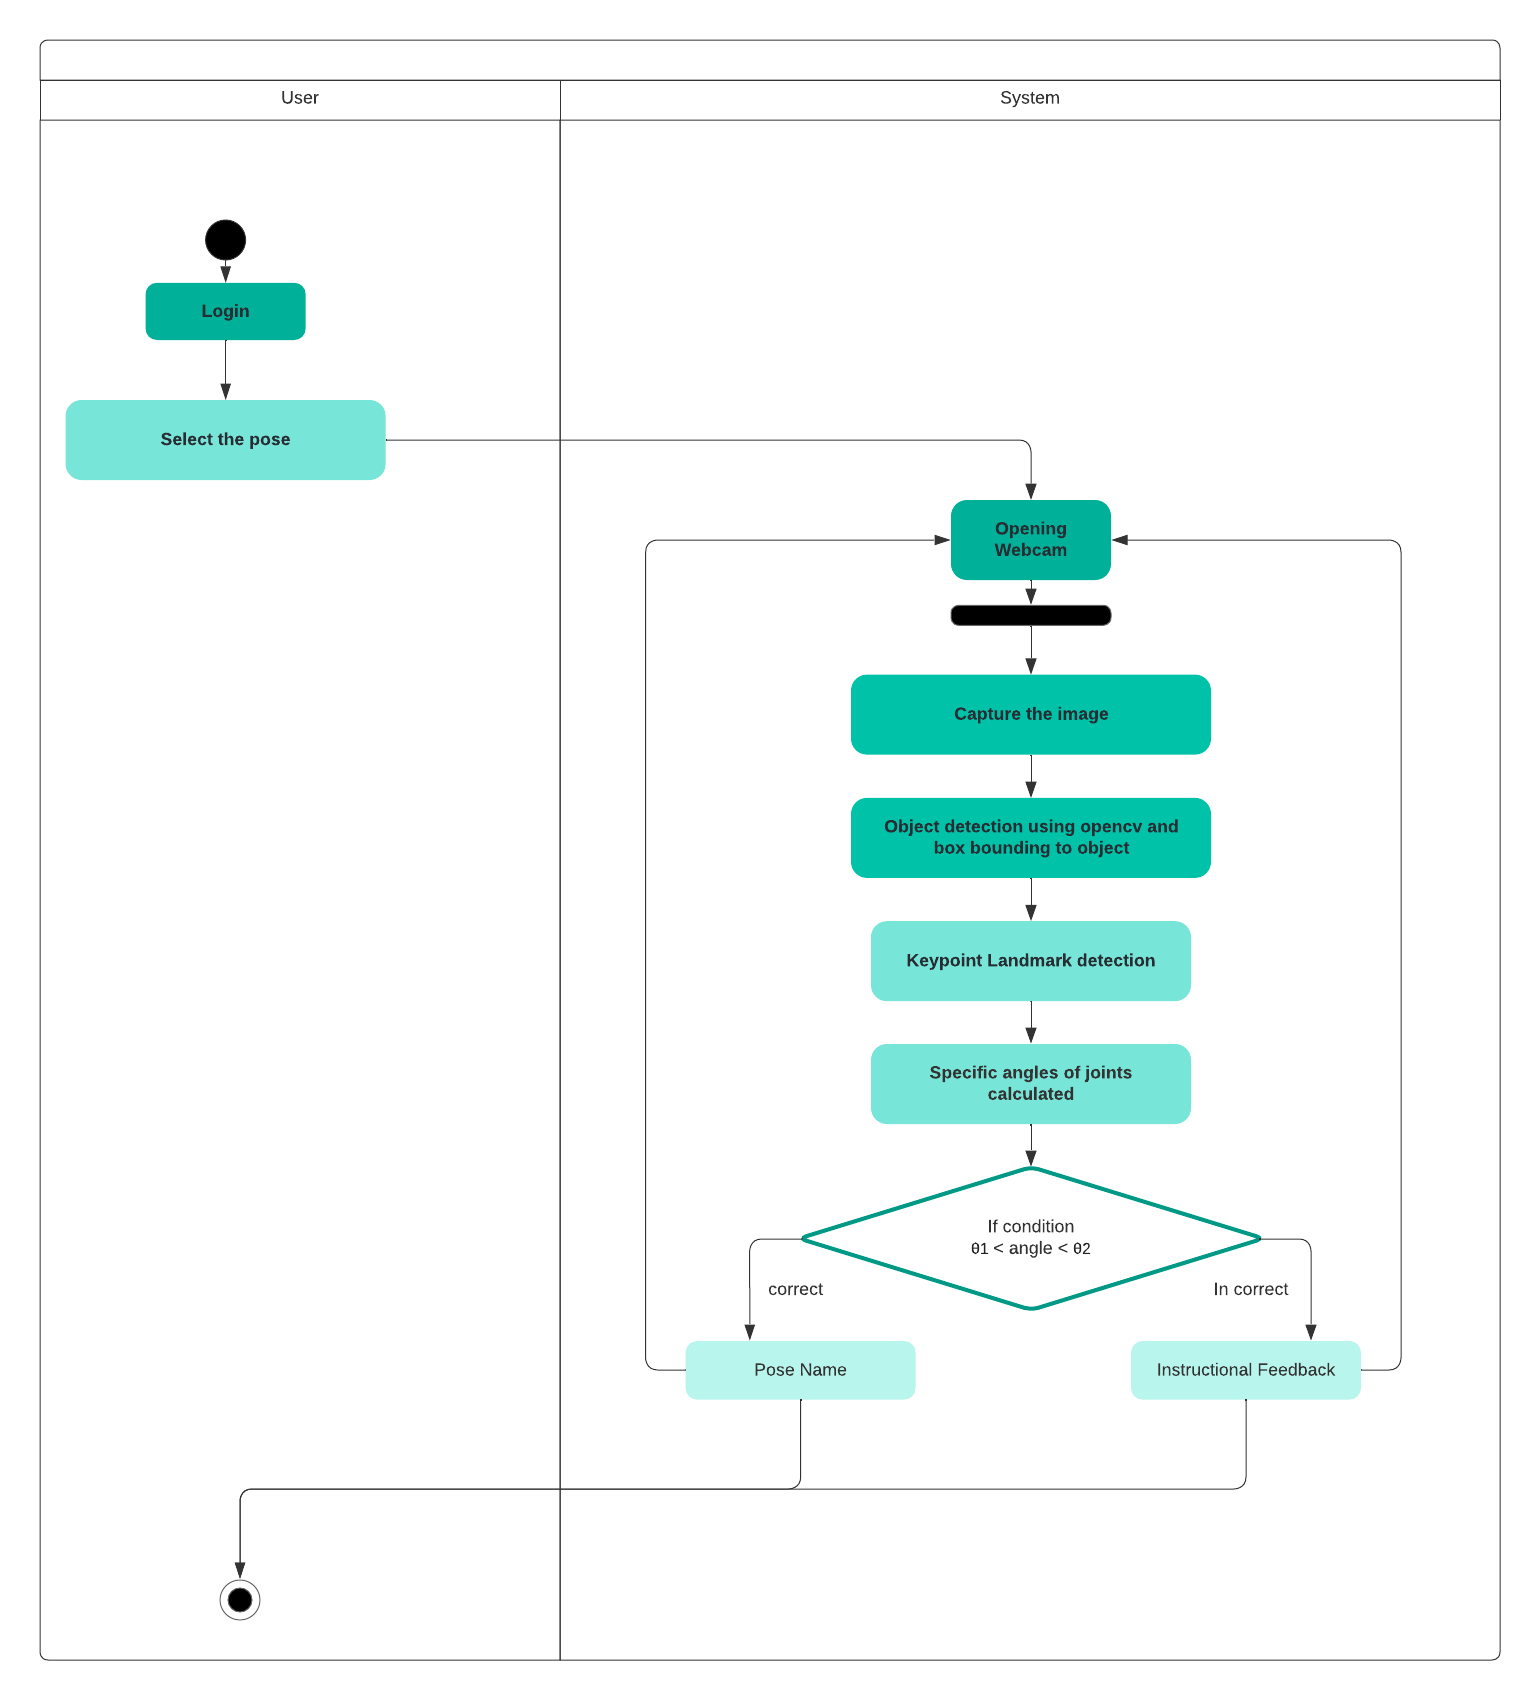 User
System
Login
Select the pose
Opening
Webcam
Capture the image
Object detection using opencv and
box bounding to object
Keypoint Landmark detection
Specific angles of joints
calculated
If condition
θ1 < angle < θ2
correct
In correct
Pose Name
Instructional Feedback